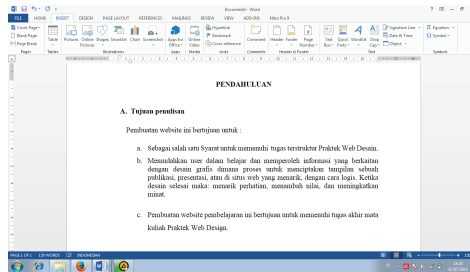 Document2 - Word
FILE HOME INSERT DESIGN PAGE LAYOUT REFERENCES MAILINGS REVIEW VIEW ADD-INS Nitro Pro 8
Cover Page
Blank Page
Page Break
Table
Pictures Online Pictures Shapes SmartArt Chart Screenshot
Apps for Office
Online Video
Hyperlink
Bookmark
Cross-reference
Comment
Header Footer Page Number
Text Box Quick Parts WordArt Drop Cap
Signature Line
Date & Time
Object
Equation
Symbol
Pages Tables Illustrations Apps Media Links Comments Header & Footer Text Symbols
PENDAHULUAN
A. Tujuan penulisan
Pembuatan website ini bertujuan untuk :
a. Sebagai salah satu Syarat untuk memenuhi tugas terstruktur Praktek Web Desain.
b. Memudahkan user dalam belajar dan memperoleh informasi yang berkaitan
dengan desain grafis dimana proses untuk menciptakan tampilan sebuah
publikasi, presentasi, atau di situs web yang menarik, dengan cara logis. Ketika
desain selesai maka: menarik perhatian, menambah nilai, dan meningkatkan
minat.
c. Pembuatan website pembelajaran ini bertujuan untuk memenuhi tugas akhir mata
kuliah Praktek Web Design.
PAGE 1 OF 1 129 WORDS INDONESIAN